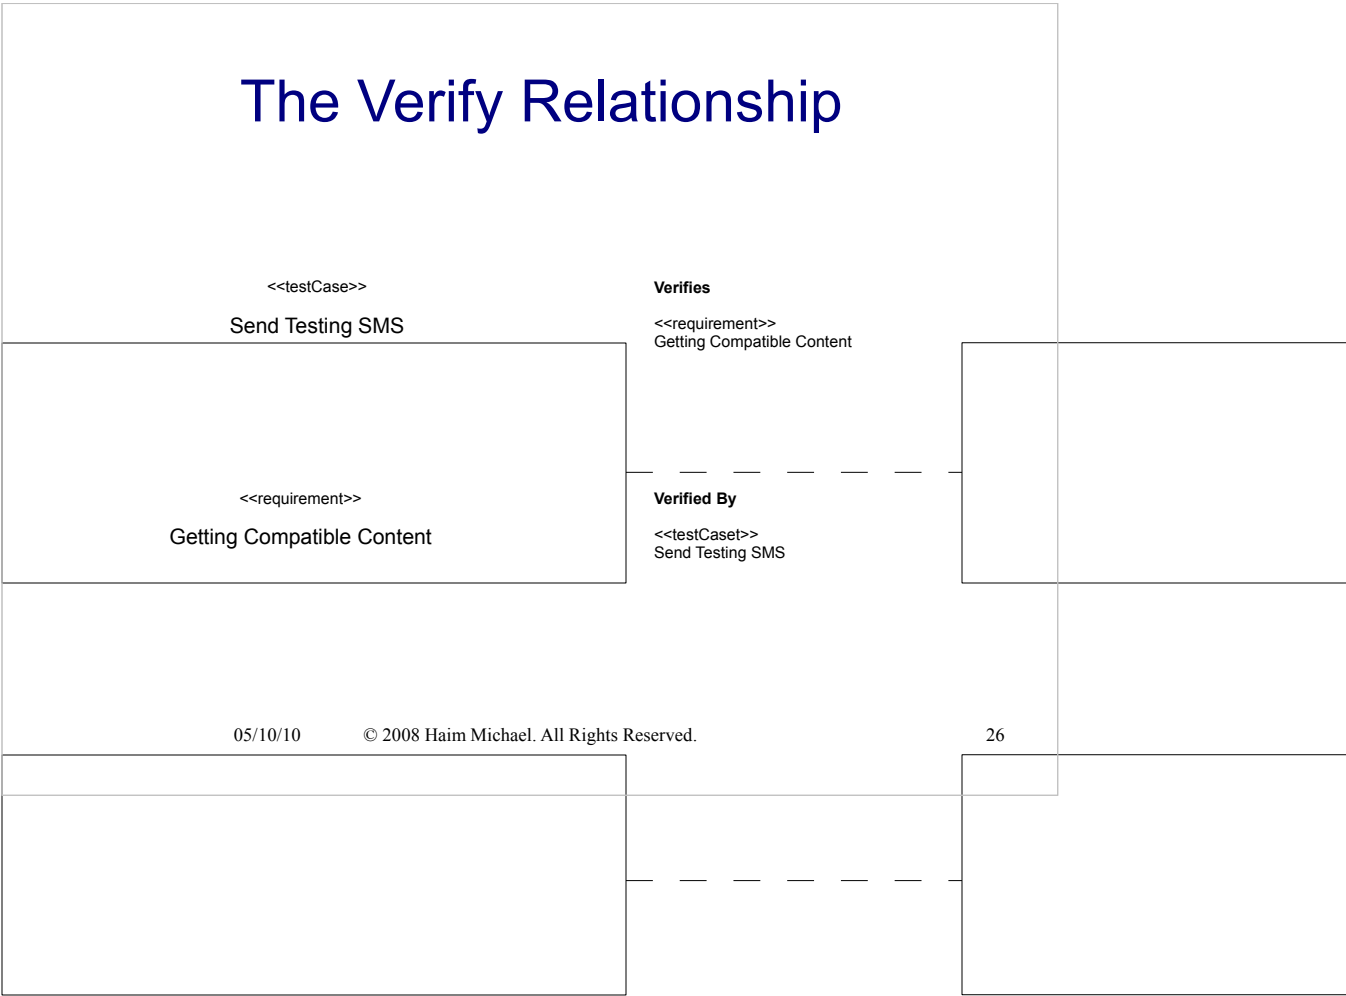 The Verify Relationship
<<testCase>>
Send Testing SMS
Verifies
<<requirement>>
Getting Compatible Content
<<requirement>>
Getting Compatible Content
Verified By
<<testCaset>>
Send Testing SMS
05/10/10 © 2008 Haim Michael. All Rights Reserved. 26